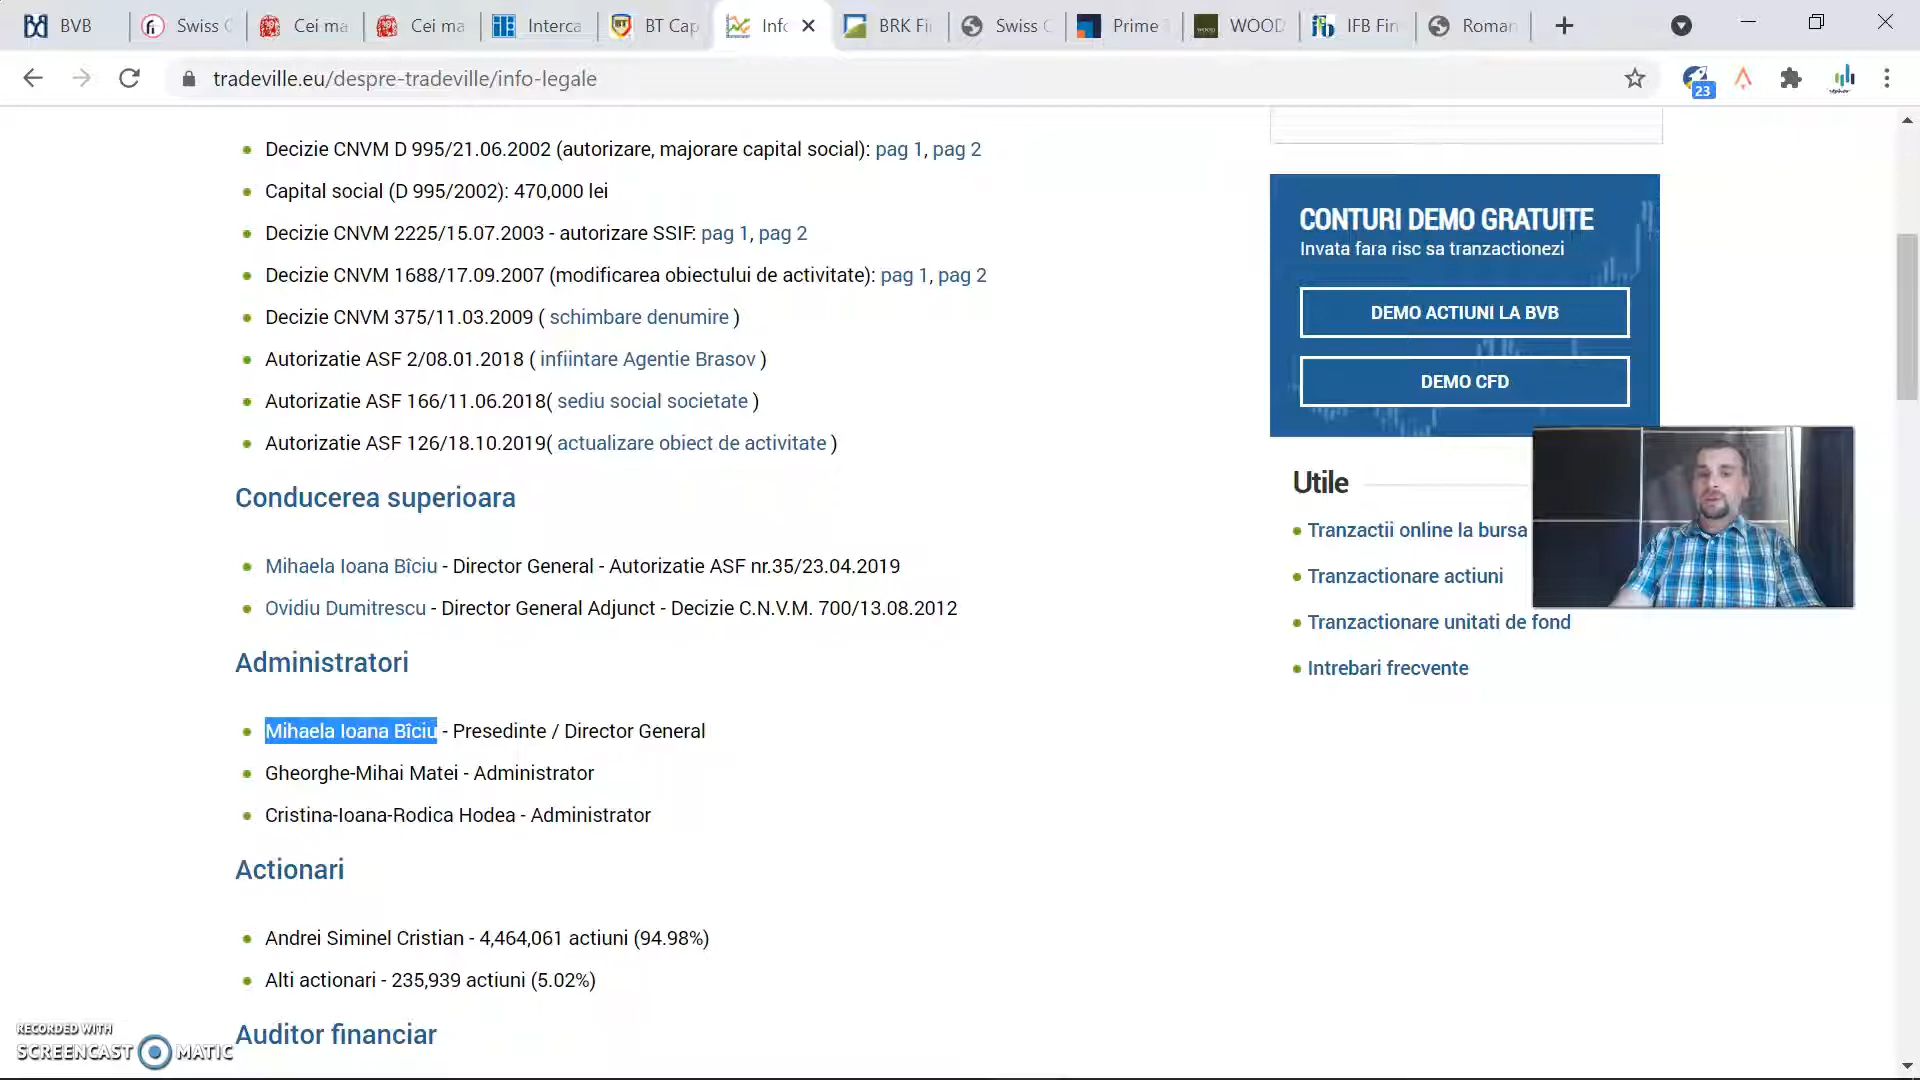 BVB
Swiss C
Cei ma
Cei ma
Interca
BT Cap
Info
BRK Fi
Swiss C
Prime T
WOOD
IFB Fin
Roman
tradeville.eu/despre-tradeville/info-legale
23
Decizie CNVM D 995/21.06.2002 (autorizare, majorare capital social): pag 1, pag 2
Capital social (D 995/2002): 470,000 lei
Decizie CNVM 2225/15.07.2003 - autorizare SSIF: pag 1, pag 2
Decizie CNVM 1688/17.09.2007 (modificarea obiectului de activitate): pag 1, pag 2
Decizie CNVM 375/11.03.2009 ( schimbare denumire )
Autorizatie ASF 2/08.01.2018 ( infiintare Agentie Brasov )
Autorizatie ASF 166/11.06.2018( sediu social societate )
Autorizatie ASF 126/18.10.2019( actualizare obiect de activitate )
Conducerea superioara
Mihaela Ioana Bîciu - Director General - Autorizatie ASF nr.35/23.04.2019
Ovidiu Dumitrescu - Director General Adjunct - Decizie C.N.V.M. 700/13.08.2012
Administratori
Mihaela Ioana Bîciu - Presedinte / Director General
Gheorghe-Mihai Matei - Administrator
Cristina-Ioana-Rodica Hodea - Administrator
Actionari
Andrei Siminel Cristian - 4,464,061 actiuni (94.98%)
Alti actionari - 235,939 actiuni (5.02%)
Auditor financiar
CONTURI DEMO GRATUITE
Invata fara risc sa tranzactionezi
DEMO ACTIUNI LA BVB
DEMO CFD
Utile
Tranzactii online la bursa
Tranzactionare actiuni
Tranzactionare unitati de fond
Intrebari frecvente
RECORDED WITH
SCREENCAST MATIC